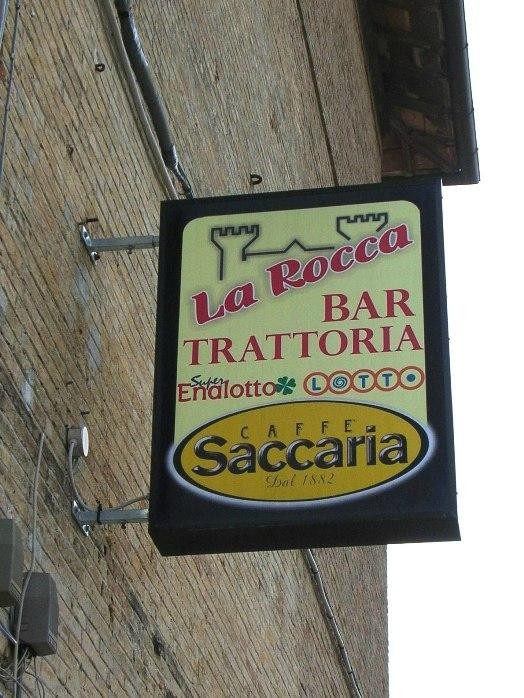 La Rocca
BAR
TRATTORIA
Super
Enalotto LOTTO
CAFFE'
Saccaria
Dal 1882